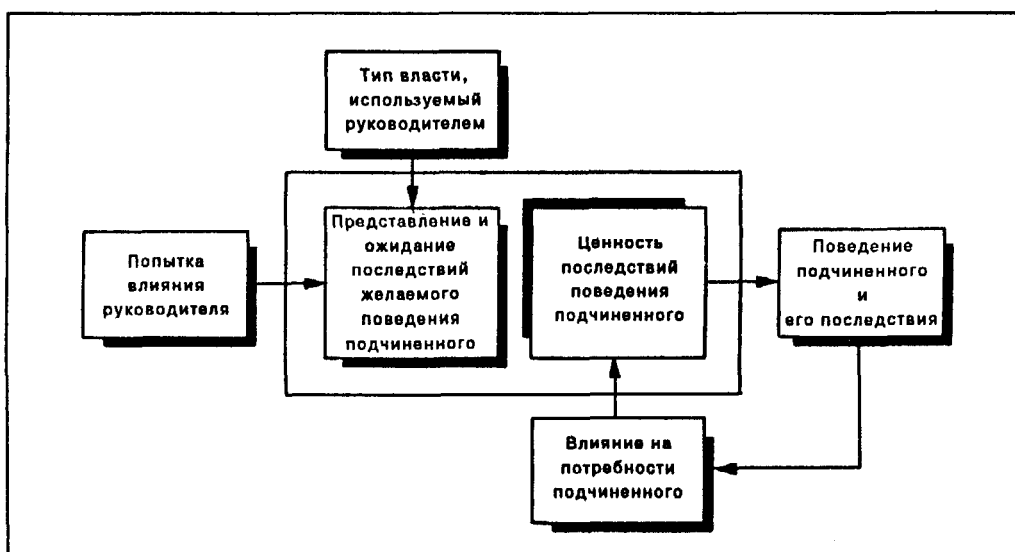 Тип власти,
используемый
руководителем
Представление и
ожидание
последствий
желаемого
поведения
подчиненного
Ценность
последствий
поведения
подчиненного
Попытка
влияния
руководителя
Поведение
подчиненного
и
его последствия
Влияние на
потребности
подчиненного